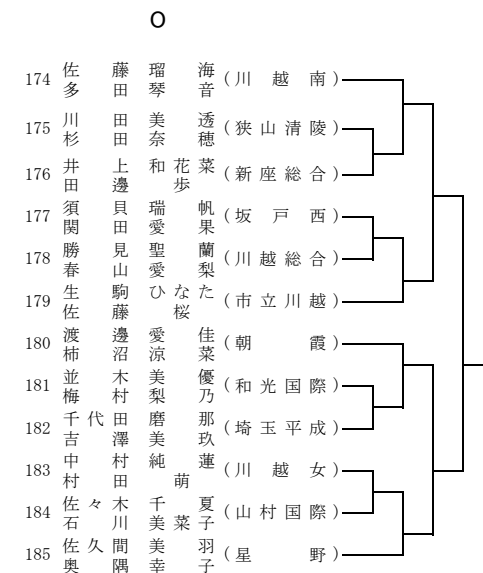 O
174 佐藤瑠海 (川越南)
多田琴音
175 川田美透 (狭山清陵)
杉田奈穂
176 井上和花菜 (新座総合)
田邊歩
177 須貝瑞帆 (坂戸西)
関田愛果
178 勝見聖蘭 (川越総合)
春山愛梨
179 生駒ひなた (市立川越)
佐藤桜
180 渡邊愛佳 (朝霞)
柿沼涼菜
181 並木美優 (和光国際)
梅村梨乃
182 千代田磨那 (埼玉平成)
吉澤美玖
183 中村純蓮 (川越女)
村田萌
184 佐々木千夏 (山村国際)
石川美菜子
185 佐久間美羽 (星野)
奥隅幸子